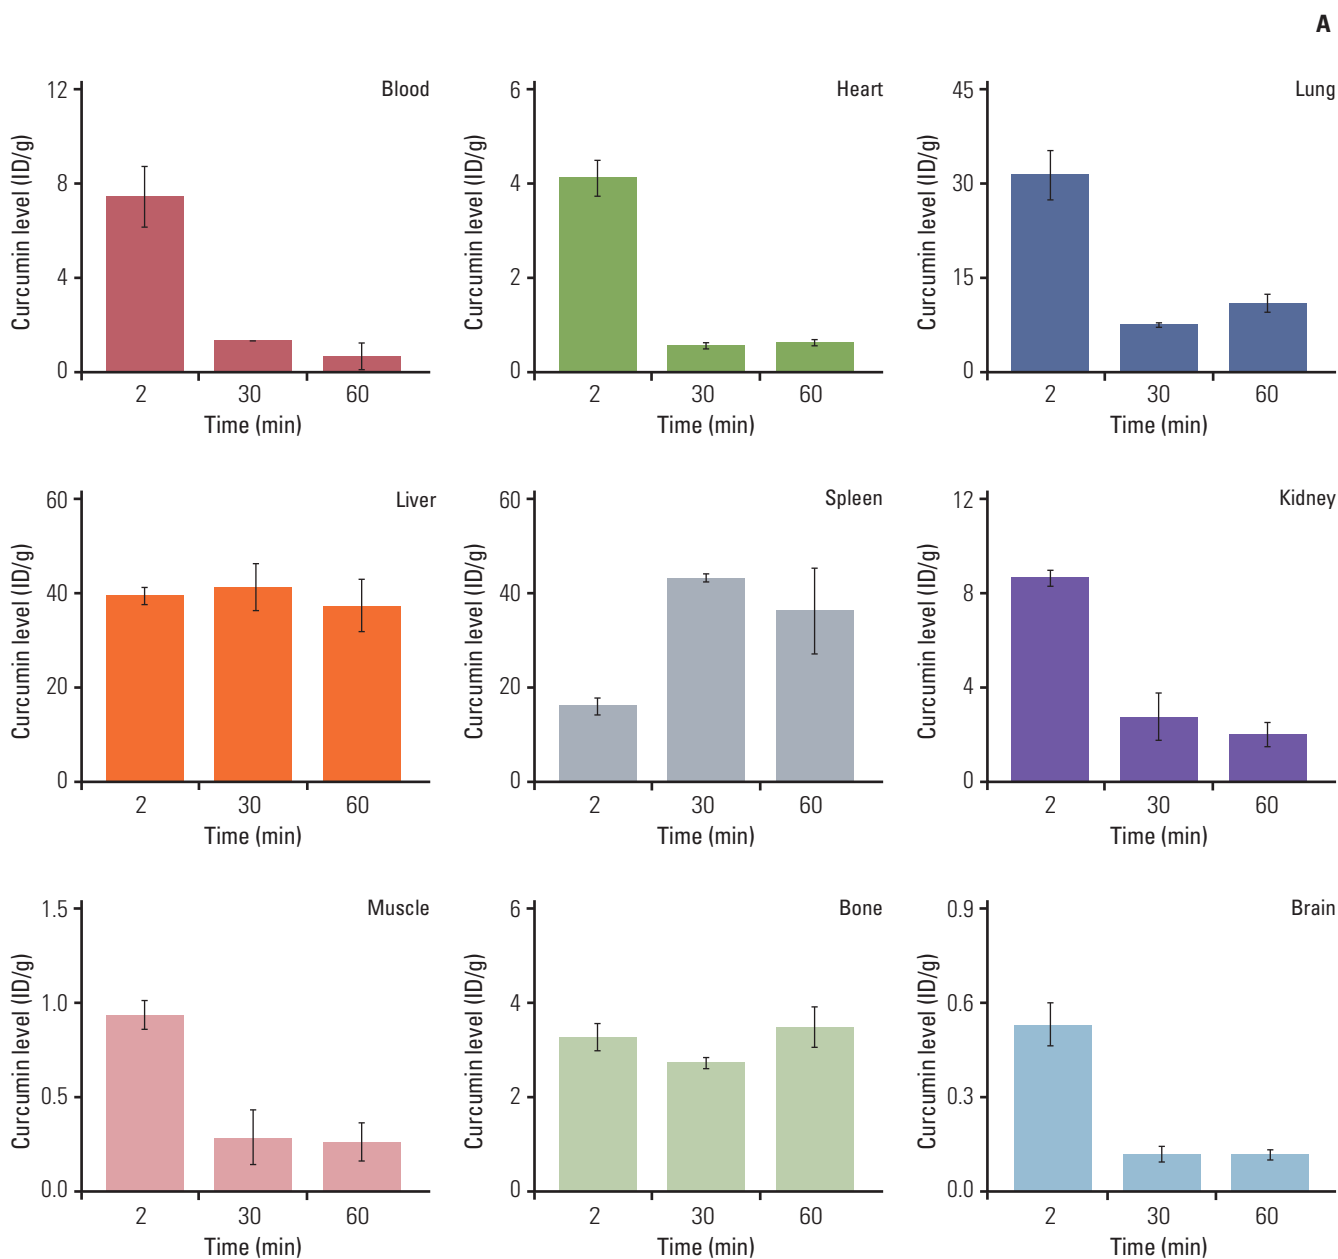 A
Blood
Curcumin level (ID/g)
12
8
4
0
2 30 60
Time (min)
Heart
Curcumin level (ID/g)
6
4
2
0
2 30 60
Time (min)
Lung
Curcumin level (ID/g)
45
30
15
0
2 30 60
Time (min)
Liver
Curcumin level (ID/g)
60
40
20
0
2 30 60
Time (min)
Spleen
Curcumin level (ID/g)
60
40
20
0
2 30 60
Time (min)
Kidney
Curcumin level (ID/g)
12
8
4
0
2 30 60
Time (min)
Muscle
Curcumin level (ID/g)
1.5
1.0
0.5
0.0
2 30 60
Time (min)
Bone
Curcumin level (ID/g)
6
4
2
0
2 30 60
Time (min)
Brain
Curcumin level (ID/g)
0.9
0.6
0.3
0.0
2 30 60
Time (min)